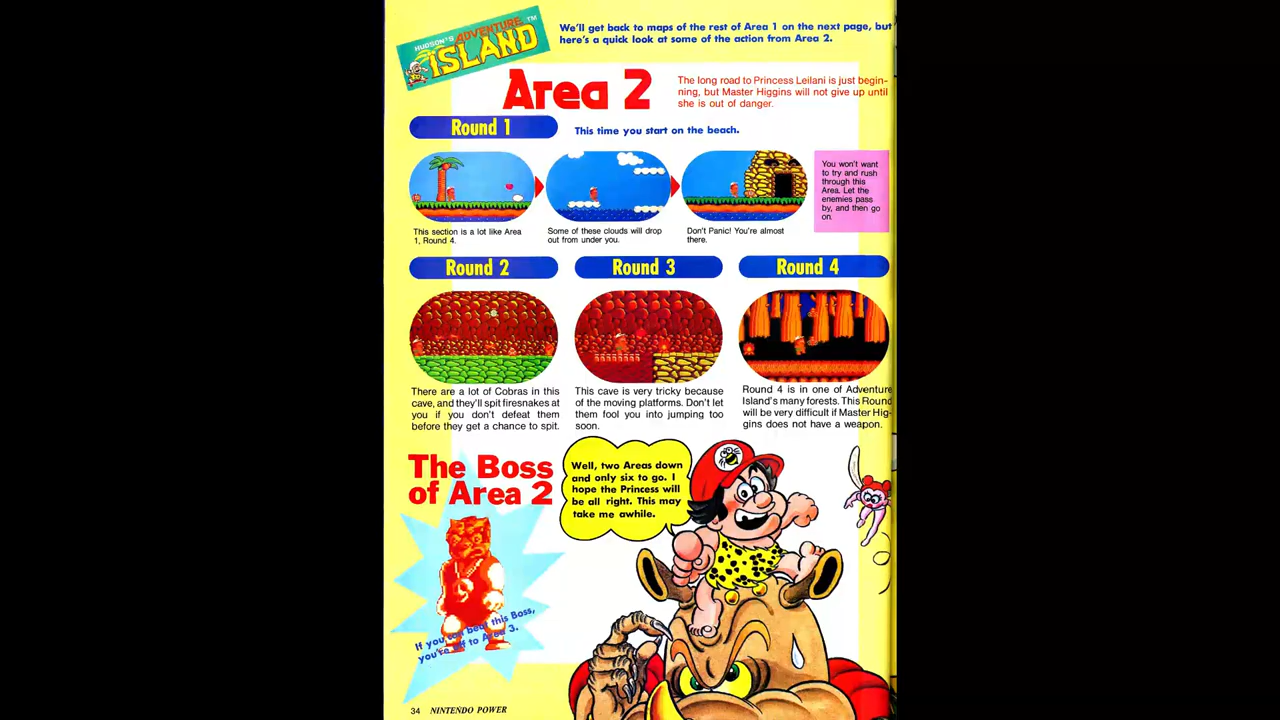 HUDSON'S ADVENTURE ISLAND™
We'll get back to maps of the rest of Area 1 on the next page, but
here's a quick look at some of the action from Area 2.
Area 2
The long road to Princess Leilani is just begin-
ning, but Master Higgins will not give up until
she is out of danger.
Round 1
This time you start on the beach.
This section is a lot like Area
1, Round 4.
Some of these clouds will drop
out from under you.
Don't Panic! You're almost
there.
You won't want
to try and rush
through this
Area. Let the
enemies pass
by, and then go
on.
Round 2
Round 3
Round 4
There are a lot of Cobras in this
cave, and they'll spit firesnakes at
you if you don't defeat them
before they get a chance to spit.
This cave is very tricky because
of the moving platforms. Don't let
them fool you into jumping too
soon.
Round 4 is in one of Adventure
Island's many forests. This Round
will be very difficult if Master Hig-
gins does not have a weapon.
The Boss
of Area 2
Well, two Areas down
and only six to go. I
hope the Princess will
be all right. This may
take me awhile.
If you can beat this Boss,
you're off to Area 3.
34 NINTENDO POWER